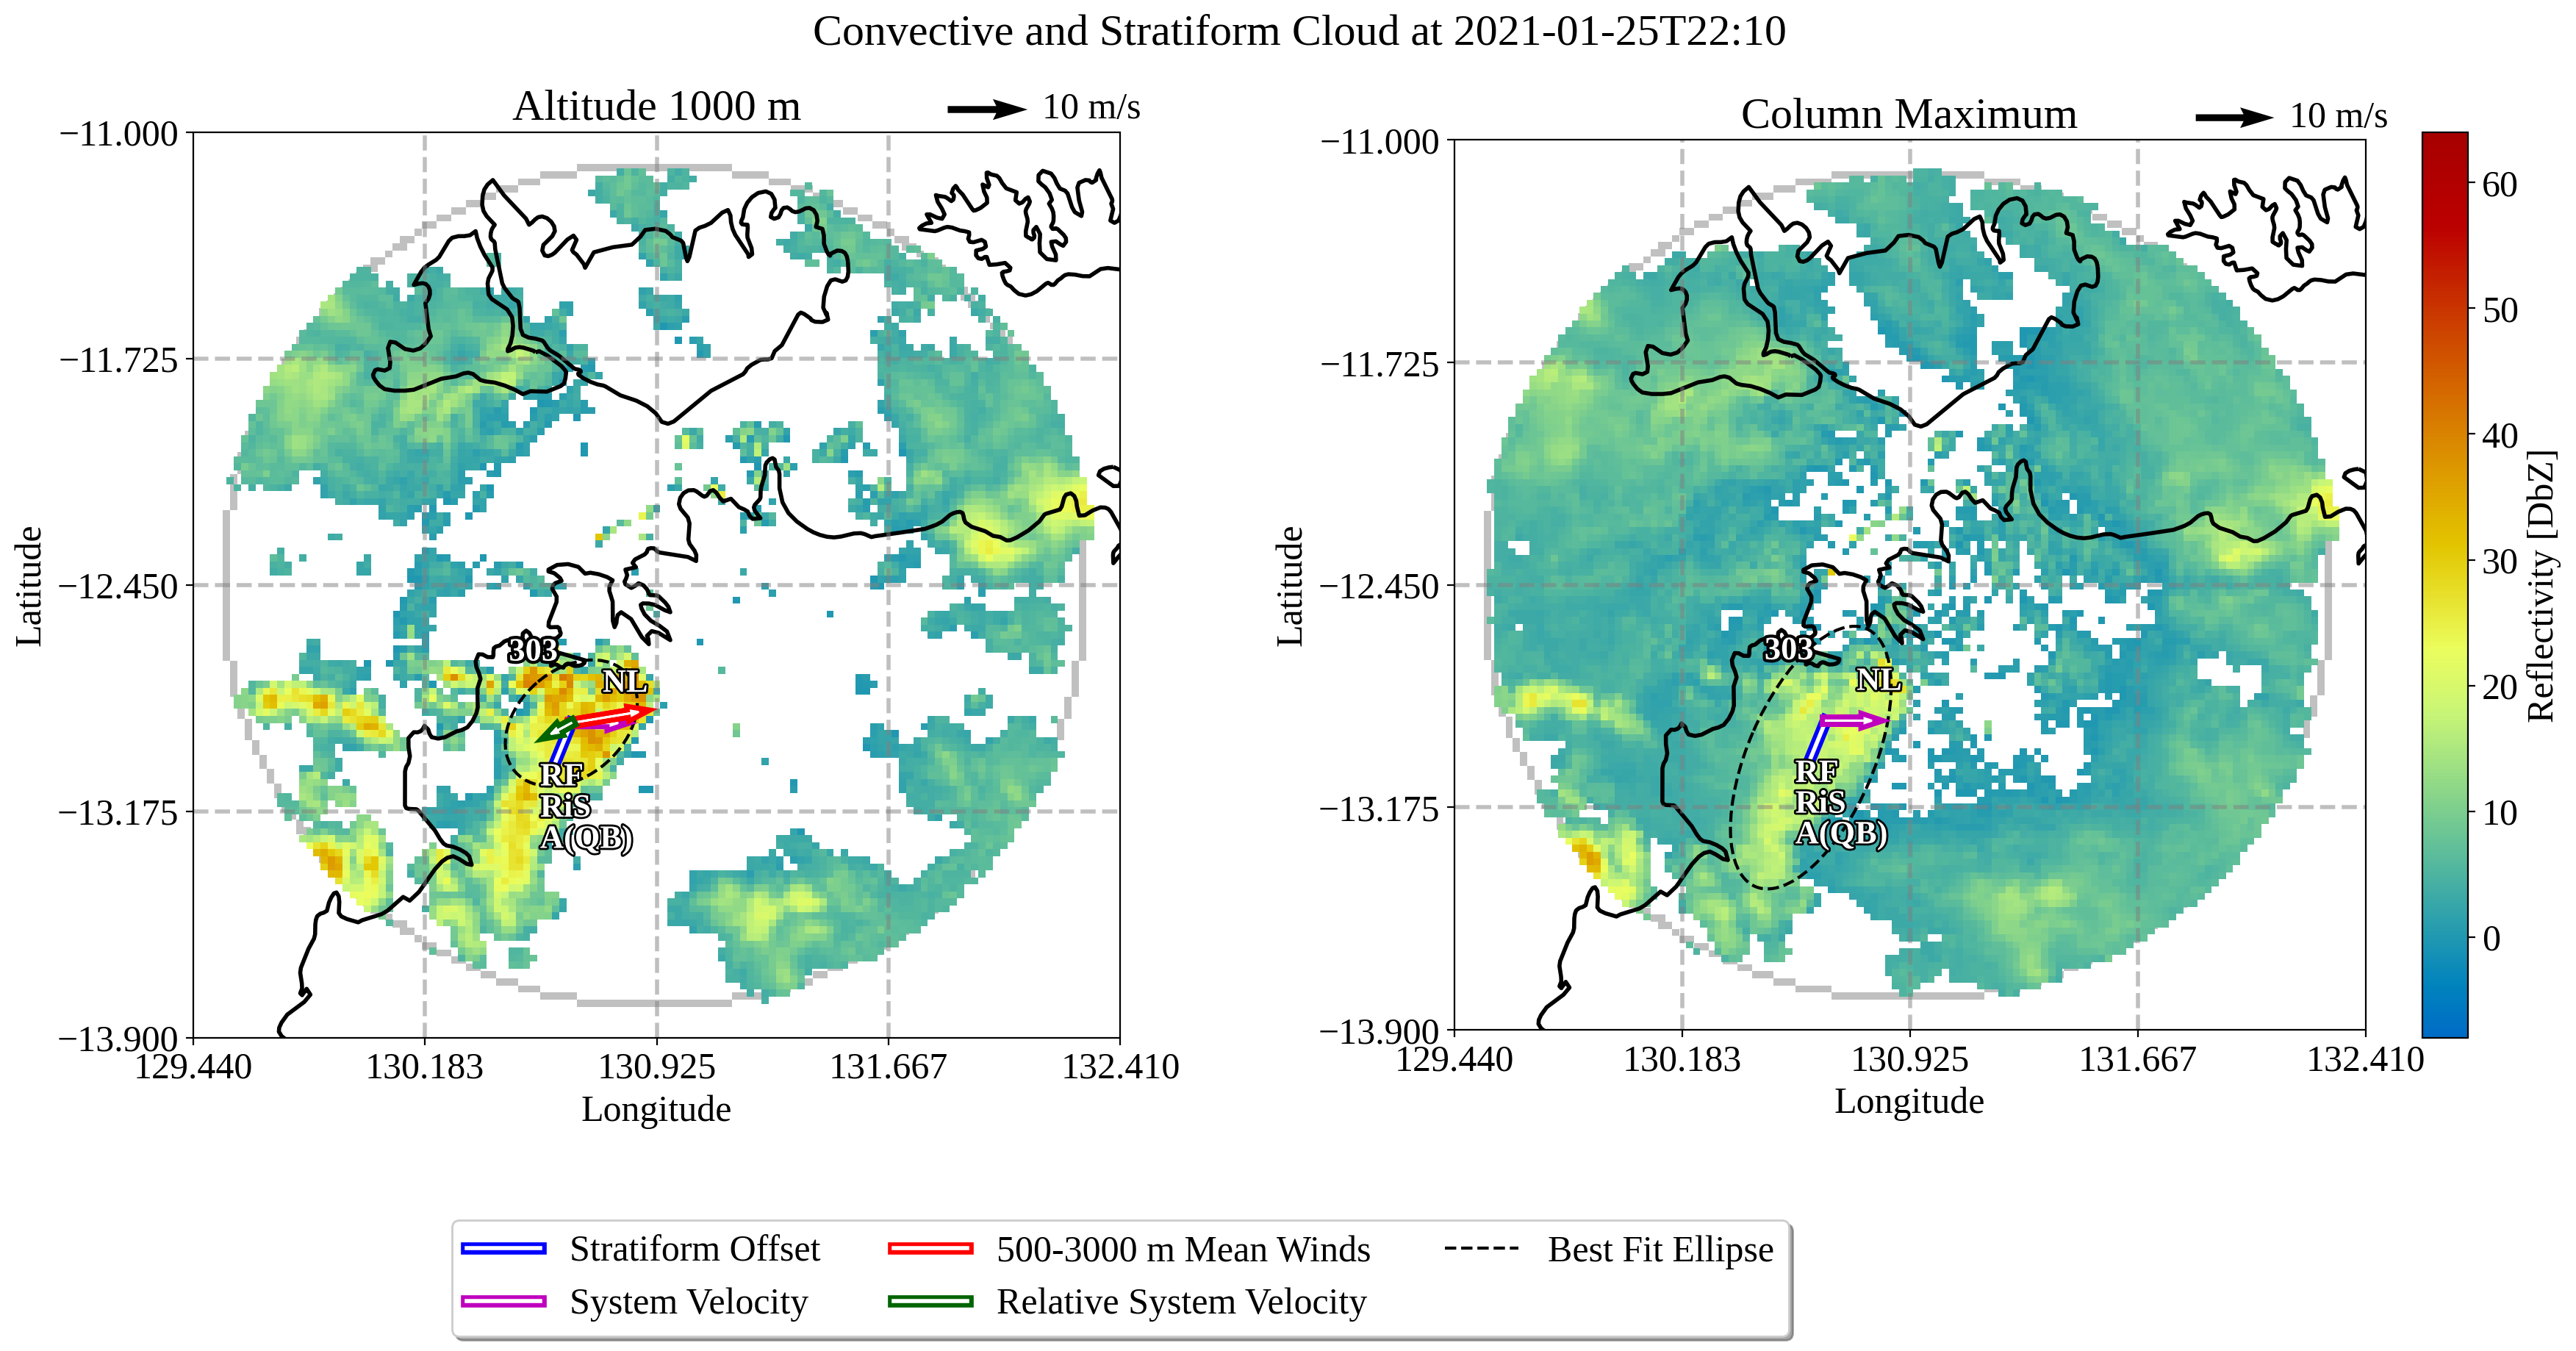 Convective and Stratiform Cloud at 2021-01-25T22:10
Altitude 1000 m
10 m/s
−11.000
−11.725
−12.450
−13.175
−13.900
129.440
130.183
130.925
131.667
132.410
Latitude
Longitude
303
NL
RF
RiS
A(QB)
Column Maximum
10 m/s
−11.000
−11.725
−12.450
−13.175
−13.900
129.440
130.183
130.925
131.667
132.410
Latitude
Longitude
303
NL
RF
RiS
A(QB)
60
50
40
30
20
10
0
Reflectivity [DbZ]
Stratiform Offset
500-3000 m Mean Winds
Best Fit Ellipse
System Velocity
Relative System Velocity